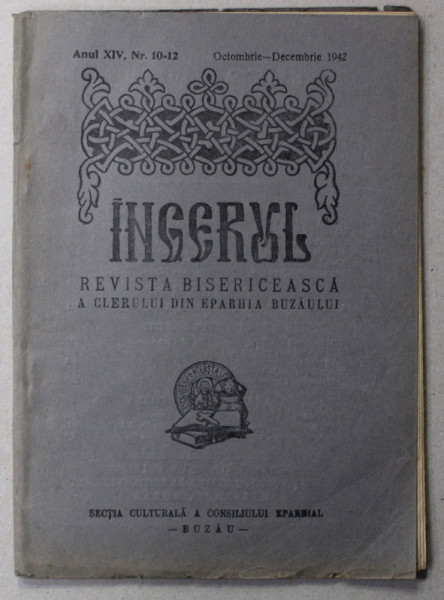 Anul XIV, Nr. 10-12 Octombrie—Decembrie 1942
ÎNGERUL
REVISTA BISERICEASCĂ
A CLERULUI DIN EPARHIA BUZĂULUI
SECȚIA CULTURALĂ A CONSILIULUI EPARHIAL
— BUZĂU —